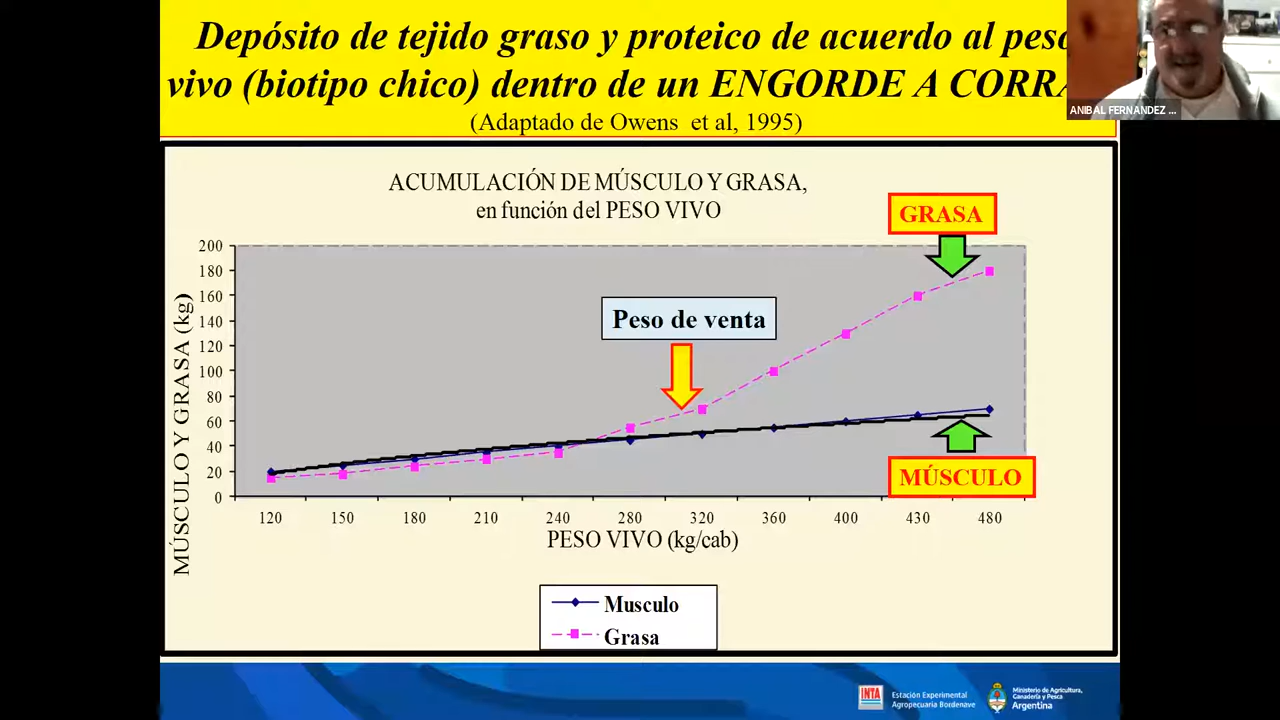 Depósito de tejido graso y proteico de acuerdo al peso
vivo (biotipo chico) dentro de un ENGORDE A CORRA
(Adaptado de Owens et al, 1995)
ANIBAL FERNANDEZ ...
ACUMULACIÓN DE MÚSCULO Y GRASA,
en función del PESO VIVO
GRASA
Peso de venta
MÚSCULO
MÚSCULO Y GRASA (kg)
200
180
160
140
120
100
80
60
40
20
0
120 150 180 210 240 280 320 360 400 430 480
PESO VIVO (kg/cab)
Musculo
Grasa
INTA
Estación Experimental
Agropecuaria Bordenave
Ministerio de Agricultura,
Ganadería y Pesca
Argentina